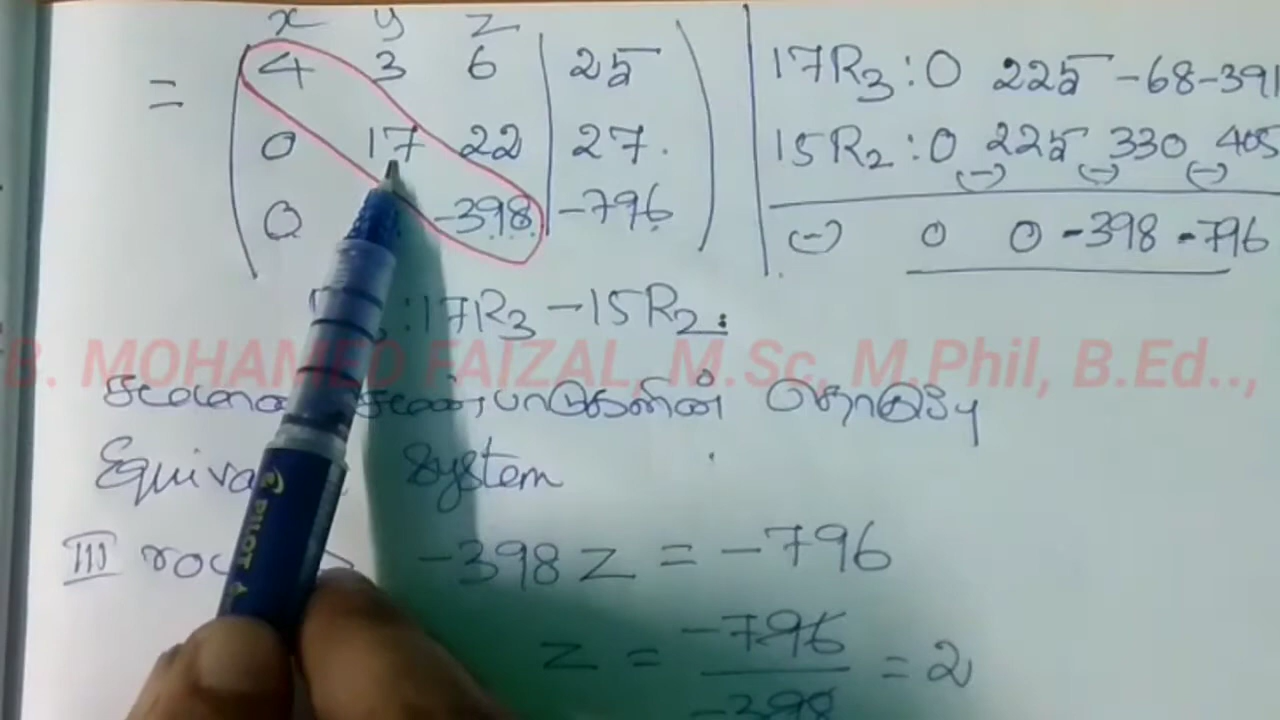 x y z
= 4 3 6 | 25
0 17 22 | 27.
0 -398 | -796
17R₃ : 0 225 -68 -391
15R₂ : 0 225 330 405
(-) (-) (-)
(-) 0 0 -398 -796
: 17R₃ - 15R₂ :
B. MOHAMED FAIZAL, M.Sc, M.Phil, B.Ed..,
தொகுப்பு
System
III
-398 z = -796
z = -796 / -398 = 2
PILOT